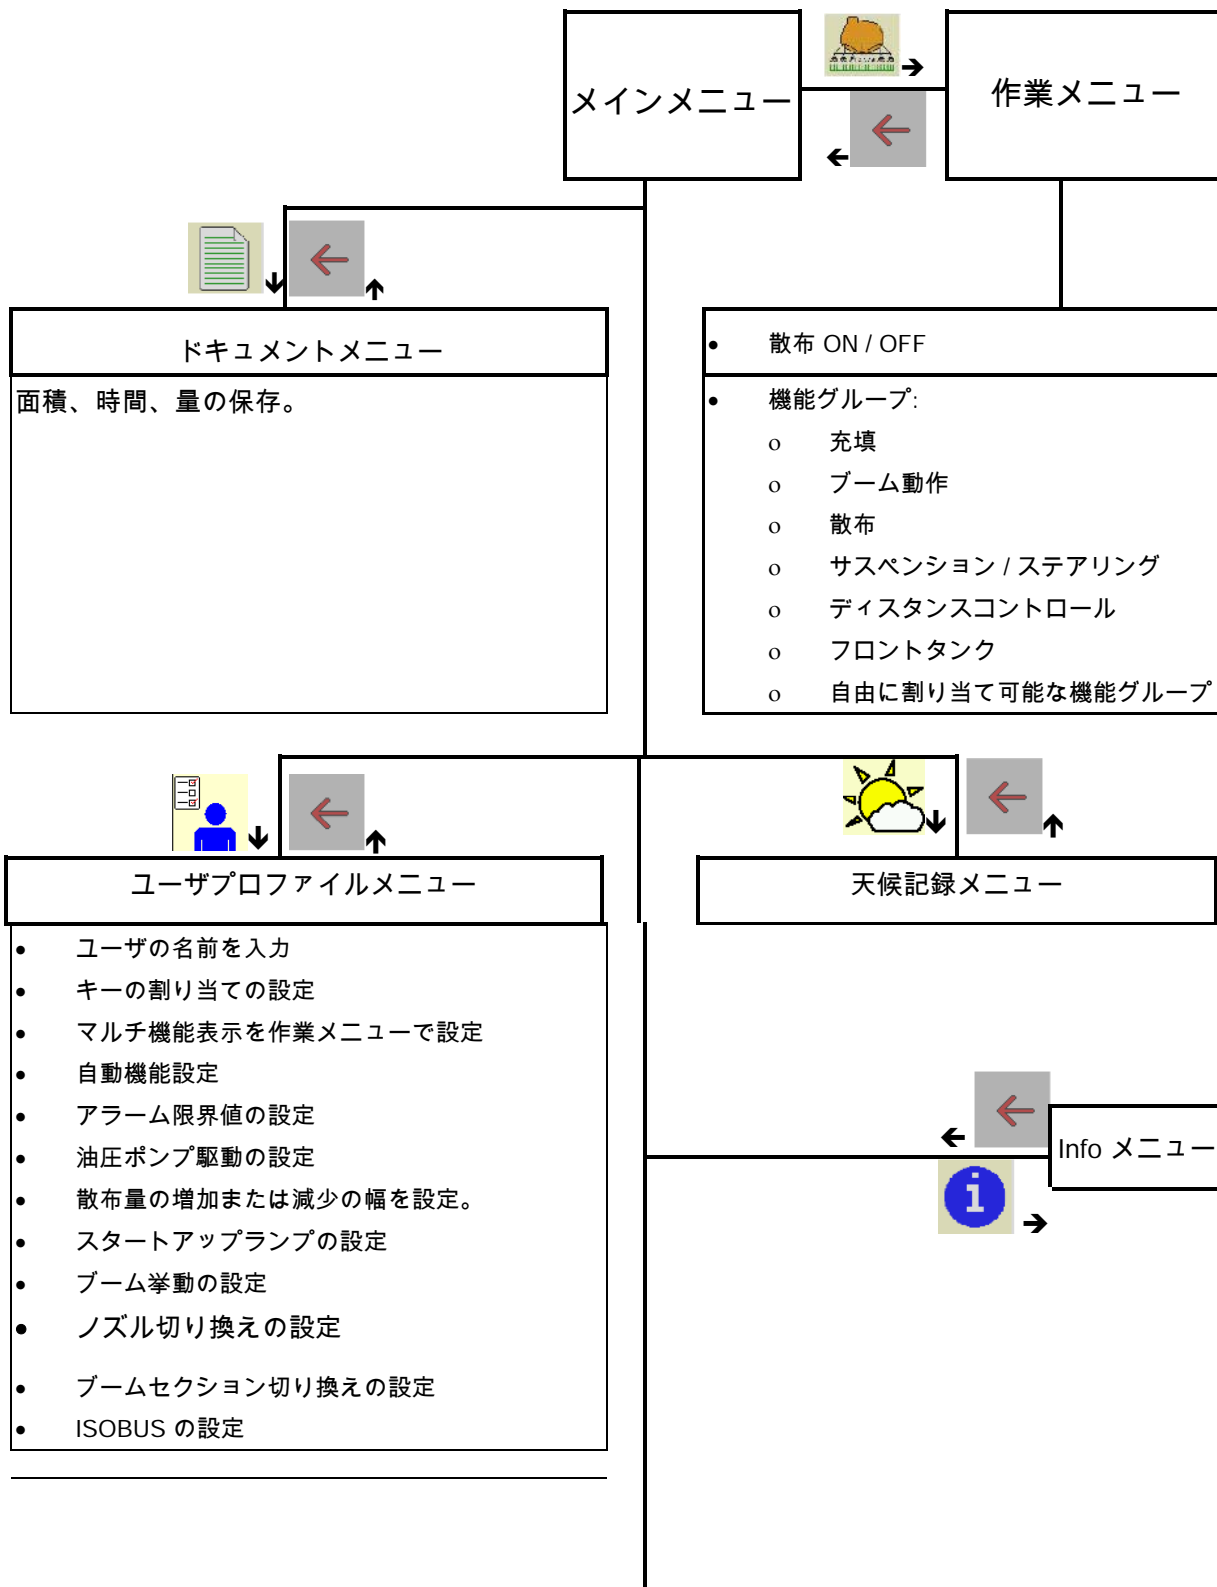 メインメニュー
作業メニュー
ドキュメントメニュー
面積、時間、量の保存。
• 散布 ON / OFF
• 機能グループ:
o 充填
o ブーム動作
o 散布
o サスペンション / ステアリング
o ディスタンスコントロール
o フロントタンク
o 自由に割り当て可能な機能グループ
ユーザプロファイルメニュー
天候記録メニュー
• ユーザの名前を入力
• キーの割り当ての設定
• マルチ機能表示を作業メニューで設定
• 自動機能設定
• アラーム限界値の設定
• 油圧ポンプ駆動の設定
• 散布量の増加または減少の幅を設定。
• スタートアップランプの設定
• ブーム挙動の設定
• ノズル切り換えの設定
• ブームセクション切り換えの設定
• ISOBUS の設定
Info メニュー